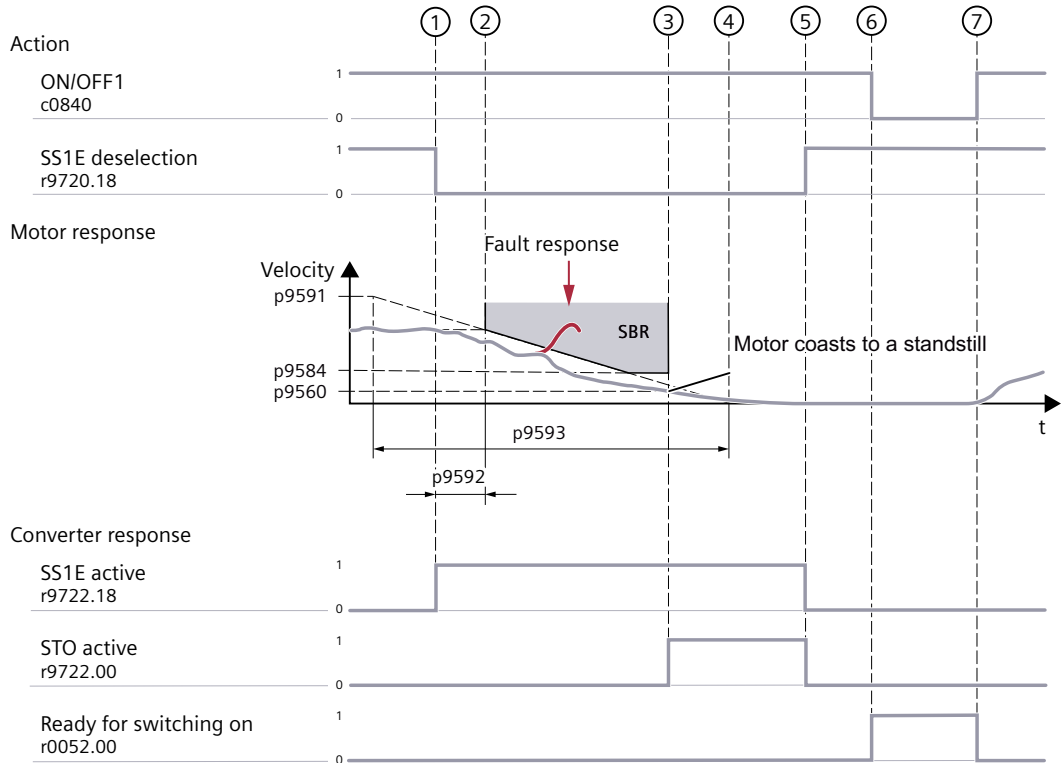 ① ② ③ ④ ⑤ ⑥ ⑦
Action
ON/OFF1
c0840
1
0
SS1E deselection
r9720.18
1
0
Motor response
Fault response
Velocity
p9591
SBR
Motor coasts to a standstill
p9584
p9560
t
p9593
p9592
Converter response
SS1E active
r9722.18
1
0
STO active
r9722.00
1
0
Ready for switching on
r0052.00
1
0